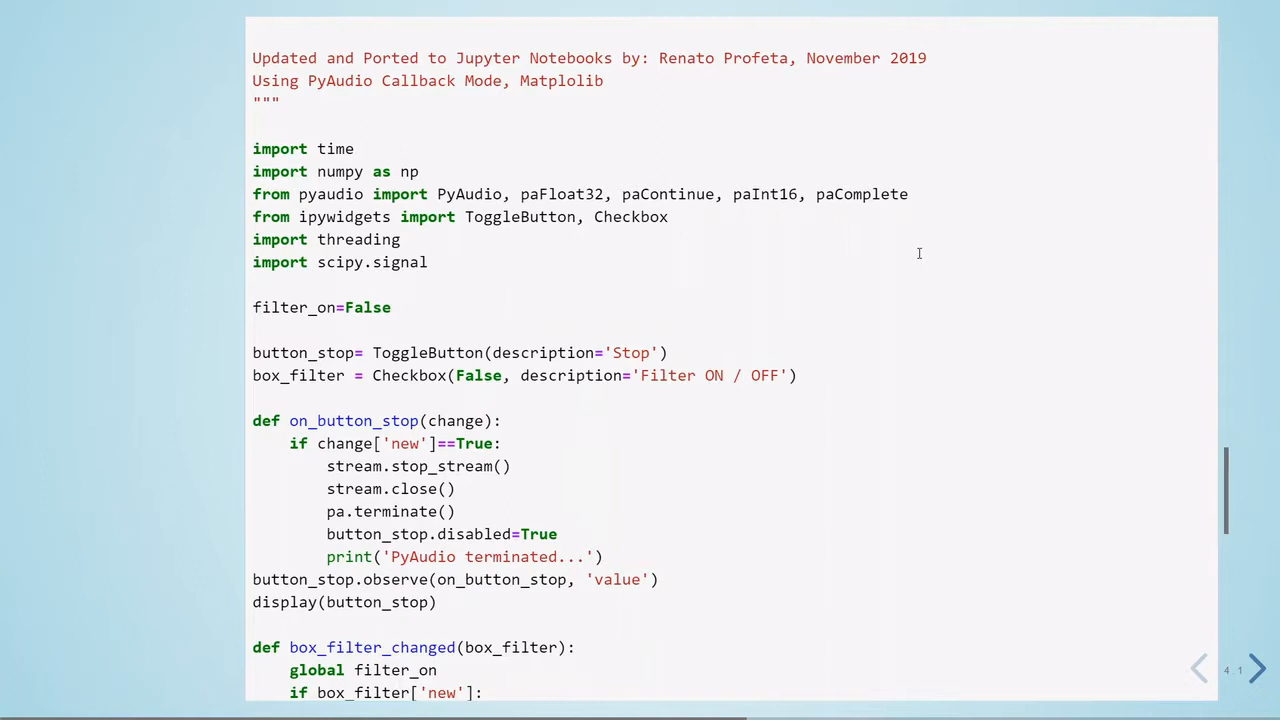 Updated and Ported to Jupyter Notebooks by: Renato Profeta, November 2019
Using PyAudio Callback Mode, Matplolib
"""
import time
import numpy as np
from pyaudio import PyAudio, paFloat32, paContinue, paInt16, paComplete
from ipywidgets import ToggleButton, Checkbox
import threading
import scipy.signal
filter_on=False
button_stop= ToggleButton(description='Stop')
box_filter = Checkbox(False, description='Filter ON / OFF')
def on_button_stop(change):
    if change['new']==True:
        stream.stop_stream()
        stream.close()
        pa.terminate()
        button_stop.disabled=True
        print('PyAudio terminated...')
button_stop.observe(on_button_stop, 'value')
display(button_stop)
def box_filter_changed(box_filter):
    global filter_on
    if box_filter['new']:
4.1